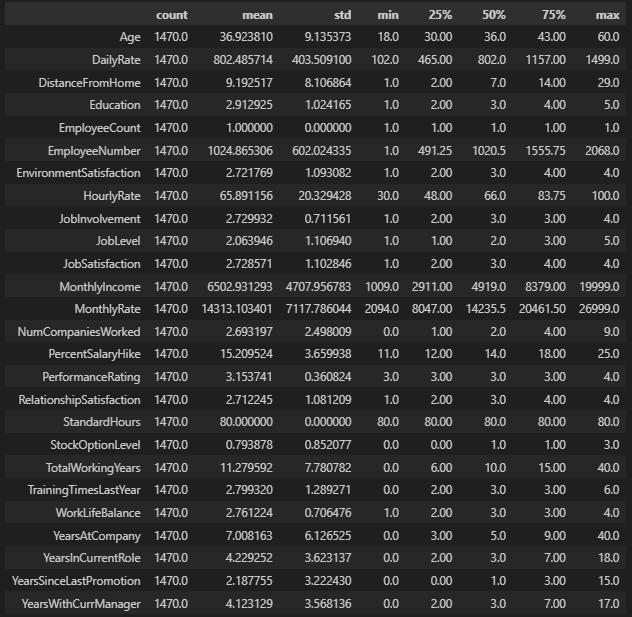 count mean std min 25% 50% 75% max
Age 1470.0 36.923810 9.135373 18.0 30.00 36.0 43.00 60.0
DailyRate 1470.0 802.485714 403.509100 102.0 465.00 802.0 1157.00 1499.0
DistanceFromHome 1470.0 9.192517 8.106864 1.0 2.00 7.0 14.00 29.0
Education 1470.0 2.912925 1.024165 1.0 2.00 3.0 4.00 5.0
EmployeeCount 1470.0 1.000000 0.000000 1.0 1.00 1.0 1.00 1.0
EmployeeNumber 1470.0 1024.865306 602.024335 1.0 491.25 1020.5 1555.75 2068.0
EnvironmentSatisfaction 1470.0 2.721769 1.093082 1.0 2.00 3.0 4.00 4.0
HourlyRate 1470.0 65.891156 20.329428 30.0 48.00 66.0 83.75 100.0
JobInvolvement 1470.0 2.729932 0.711561 1.0 2.00 3.0 3.00 4.0
JobLevel 1470.0 2.063946 1.106940 1.0 1.00 2.0 3.00 5.0
JobSatisfaction 1470.0 2.728571 1.102846 1.0 2.00 3.0 4.00 4.0
MonthlyIncome 1470.0 6502.931293 4707.956783 1009.0 2911.00 4919.0 8379.00 19999.0
MonthlyRate 1470.0 14313.103401 7117.786044 2094.0 8047.00 14235.5 20461.50 26999.0
NumCompaniesWorked 1470.0 2.693197 2.498009 0.0 1.00 2.0 4.00 9.0
PercentSalaryHike 1470.0 15.209524 3.659938 11.0 12.00 14.0 18.00 25.0
PerformanceRating 1470.0 3.153741 0.360824 3.0 3.00 3.0 3.00 4.0
RelationshipSatisfaction 1470.0 2.712245 1.081209 1.0 2.00 3.0 4.00 4.0
StandardHours 1470.0 80.000000 0.000000 80.0 80.00 80.0 80.00 80.0
StockOptionLevel 1470.0 0.793878 0.852077 0.0 0.00 1.0 1.00 3.0
TotalWorkingYears 1470.0 11.279592 7.780782 0.0 6.00 10.0 15.00 40.0
TrainingTimesLastYear 1470.0 2.799320 1.289271 0.0 2.00 3.0 3.00 6.0
WorkLifeBalance 1470.0 2.761224 0.706476 1.0 2.00 3.0 3.00 4.0
YearsAtCompany 1470.0 7.008163 6.126525 0.0 3.00 5.0 9.00 40.0
YearsInCurrentRole 1470.0 4.229252 3.623137 0.0 2.00 3.0 7.00 18.0
YearsSinceLastPromotion 1470.0 2.187755 3.222430 0.0 0.00 1.0 3.00 15.0
YearsWithCurrManager 1470.0 4.123129 3.568136 0.0 2.00 3.0 7.00 17.0